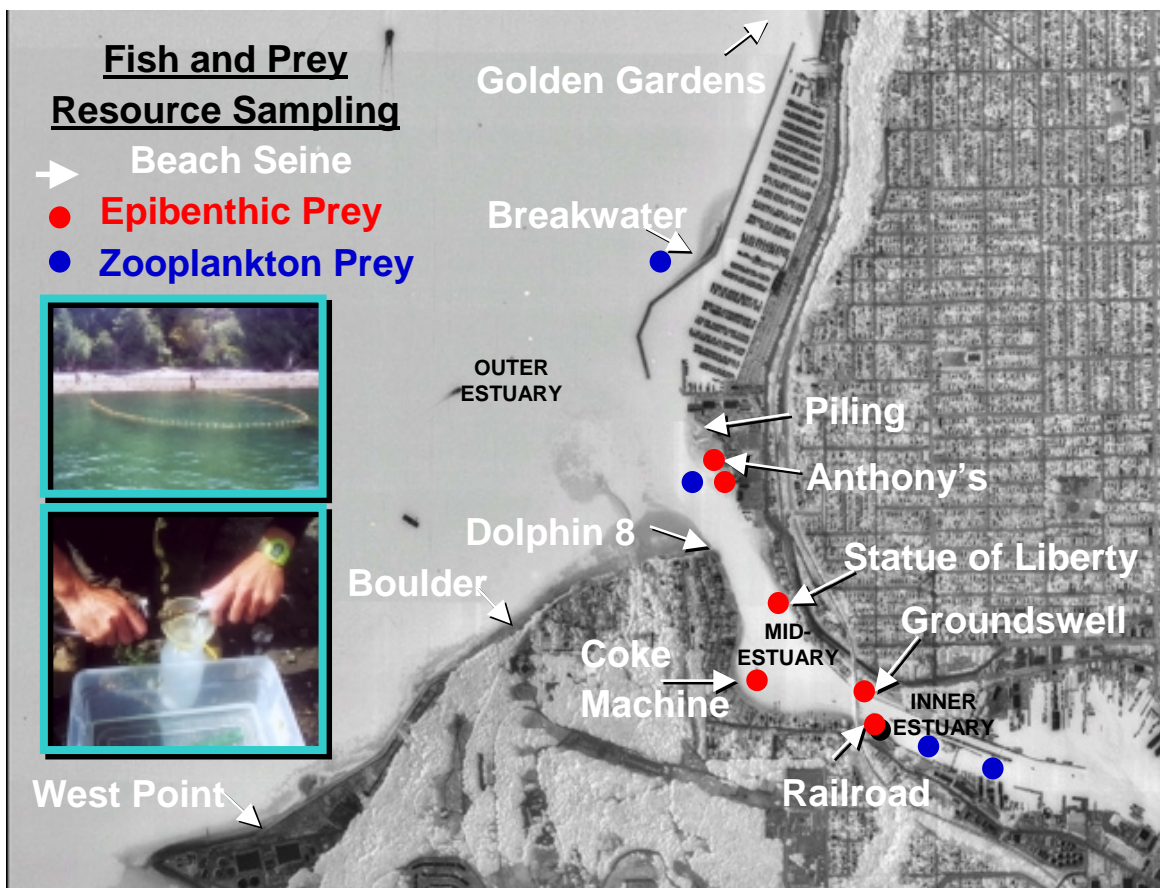 Fish and Prey
Resource Sampling
Beach Seine
Epibenthic Prey
Zooplankton Prey
Golden Gardens
Breakwater
OUTER
ESTUARY
Piling
Anthony's
Dolphin 8
Statue of Liberty
Boulder
Groundswell
MID-
ESTUARY
Coke
Machine
INNER
ESTUARY
Railroad
West Point